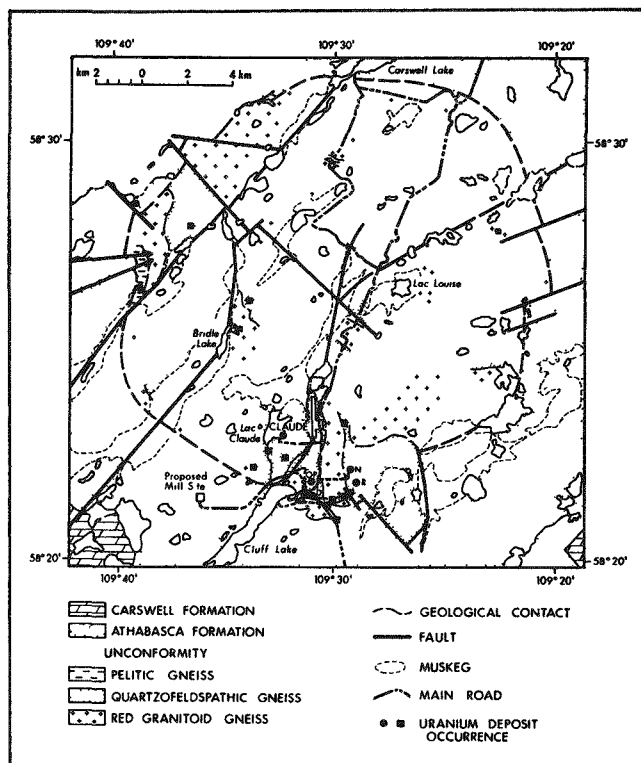 109° 40' 109° 30' 109° 20'
km 2 0 2 4 km
Carswell Lake
58° 30' 58° 30'
Lac Louise
Bridle Lake
Lac Claude
CLAUDE
N
R
Proposed Mill Site
Cluff Lake
58° 20' 58° 20'
109° 40' 109° 30' 109° 20'
CARSWELL FORMATION
ATHABASCA FORMATION
UNCONFORMITY
PELITIC GNEISS
QUARTZOFELDSPATHIC GNEISS
RED GRANITOID GNEISS
GEOLOGICAL CONTACT
FAULT
MUSKEG
MAIN ROAD
URANIUM DEPOSIT
OCCURRENCE